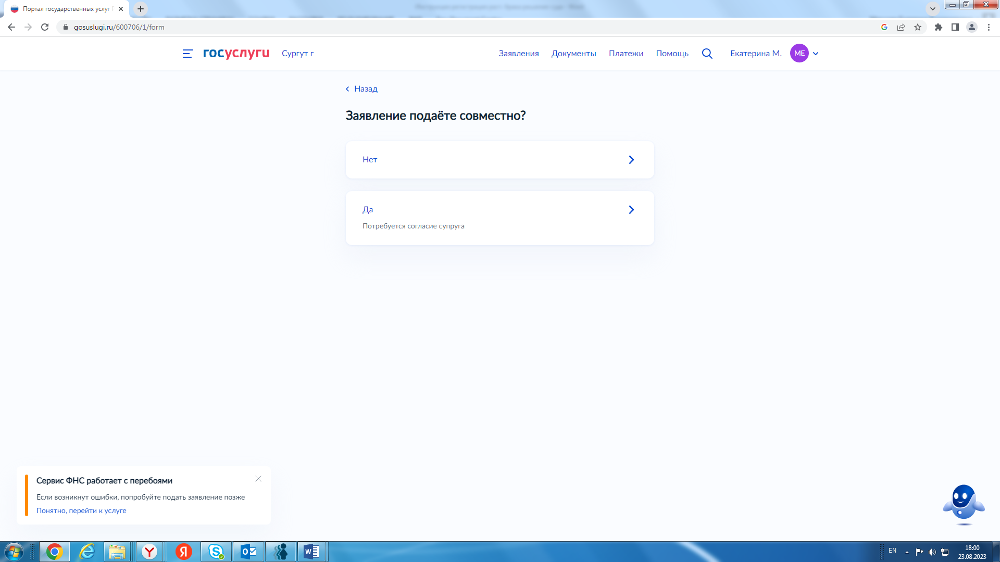 Портал государственных услуг
gosuslugi.ru/600706/1/form
госуслуги
Сургут г
Заявления
Документы
Платежи
Помощь
Екатерина М.
МЕ
Назад
Заявление подаёте совместно?
Нет
Да
Потребуется согласие супруга
Сервис ФНС работает с перебоями
Если возникнут ошибки, попробуйте подать заявление позже
Понятно, перейти к услуге
EN
18:00
23.08.2023